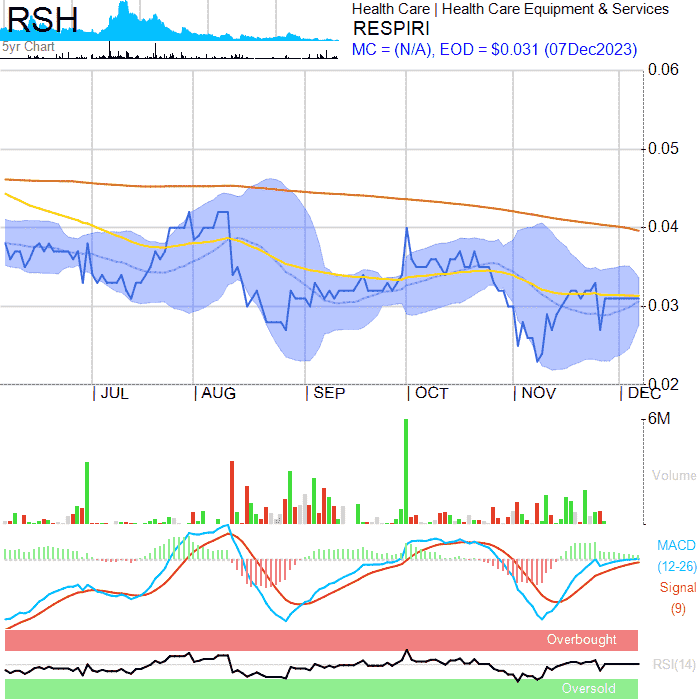 RSH
Health Care | Health Care Equipment & Services
RESPIRI
5yr Chart
MC = (N/A), EOD = $0.031 (07Dec2023)
0.06
0.05
0.04
0.03
0.02
JUL
AUG
SEP
OCT
NOV
DEC
6M
Volume
MACD
(12-26)
Signal
(9)
Overbought
RSI(14)
Oversold